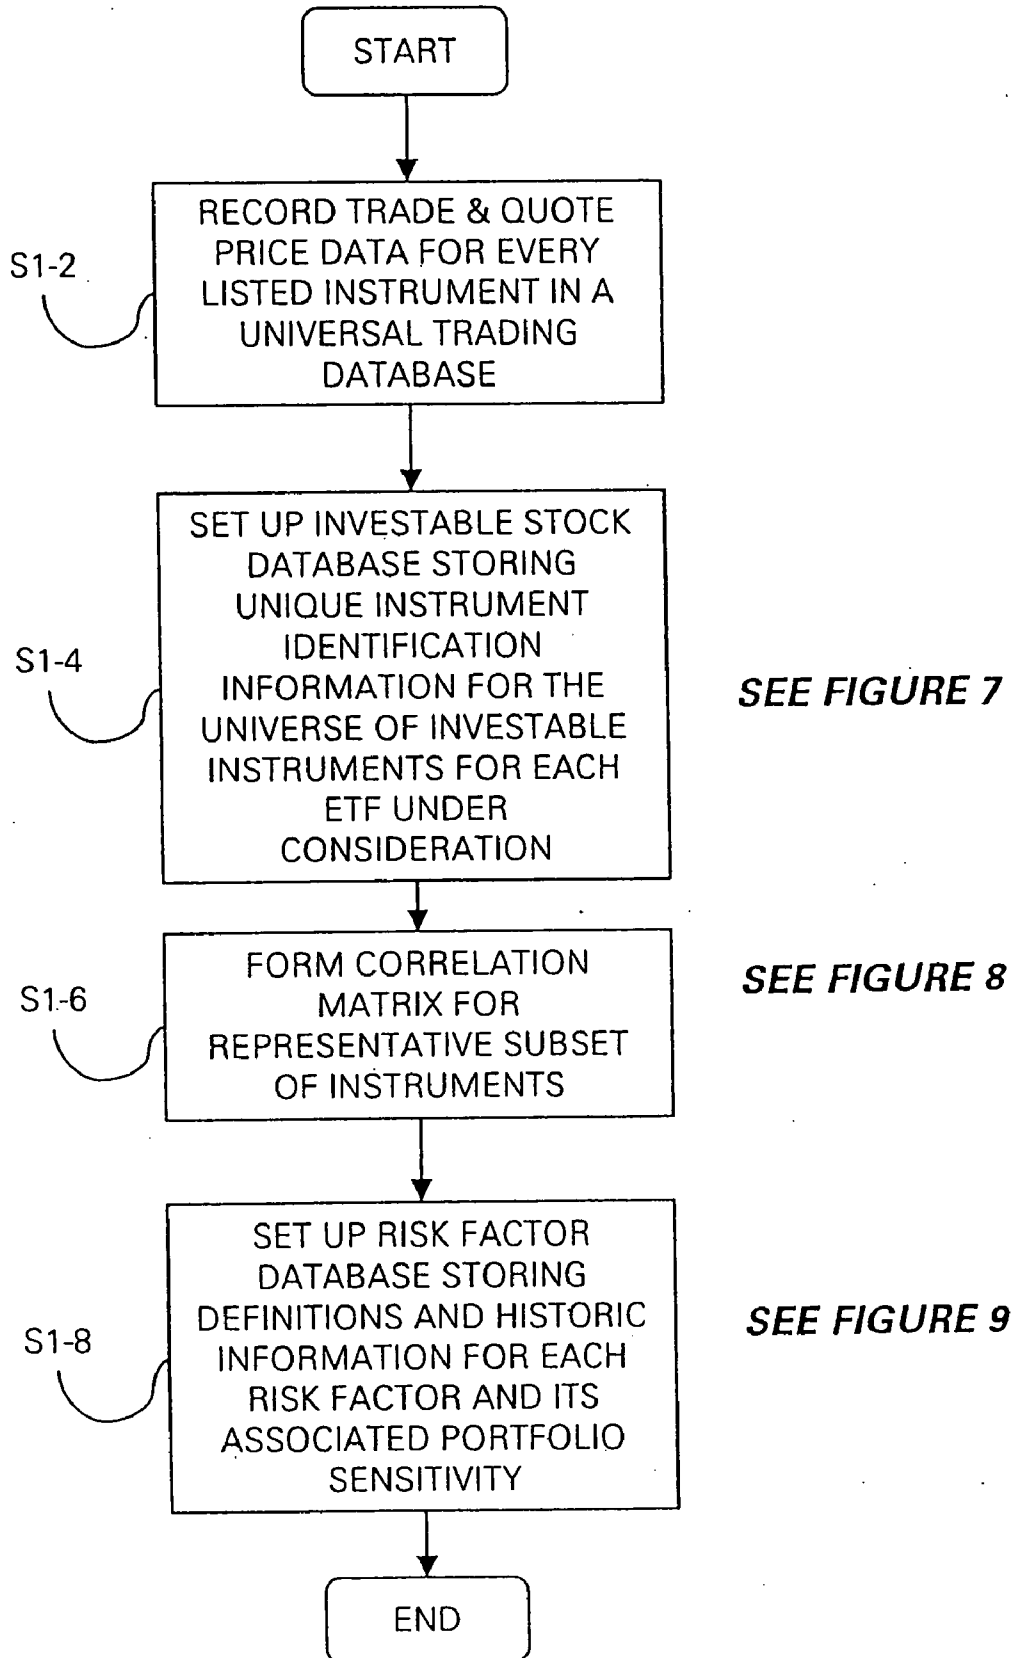 START
S1-2
RECORD TRADE & QUOTE
PRICE DATA FOR EVERY
LISTED INSTRUMENT IN A
UNIVERSAL TRADING
DATABASE
S1-4
SET UP INVESTABLE STOCK
DATABASE STORING
UNIQUE INSTRUMENT
IDENTIFICATION
INFORMATION FOR THE
UNIVERSE OF INVESTABLE
INSTRUMENTS FOR EACH
ETF UNDER
CONSIDERATION
SEE FIGURE 7
S1-6
FORM CORRELATION
MATRIX FOR
REPRESENTATIVE SUBSET
OF INSTRUMENTS
SEE FIGURE 8
S1-8
SET UP RISK FACTOR
DATABASE STORING
DEFINITIONS AND HISTORIC
INFORMATION FOR EACH
RISK FACTOR AND ITS
ASSOCIATED PORTFOLIO
SENSITIVITY
SEE FIGURE 9
END